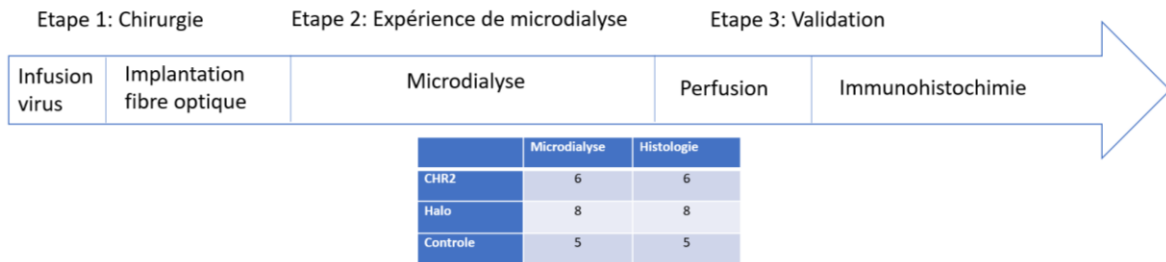 Etape 1: Chirurgie
Etape 2: Expérience de microdialyse
Etape 3: Validation
Infusion
virus
Implantation
fibre optique
Microdialyse
Perfusion
Immunohistochimie
Microdialyse Histologie
CHR2 6 6
Halo 8 8
Controle 5 5